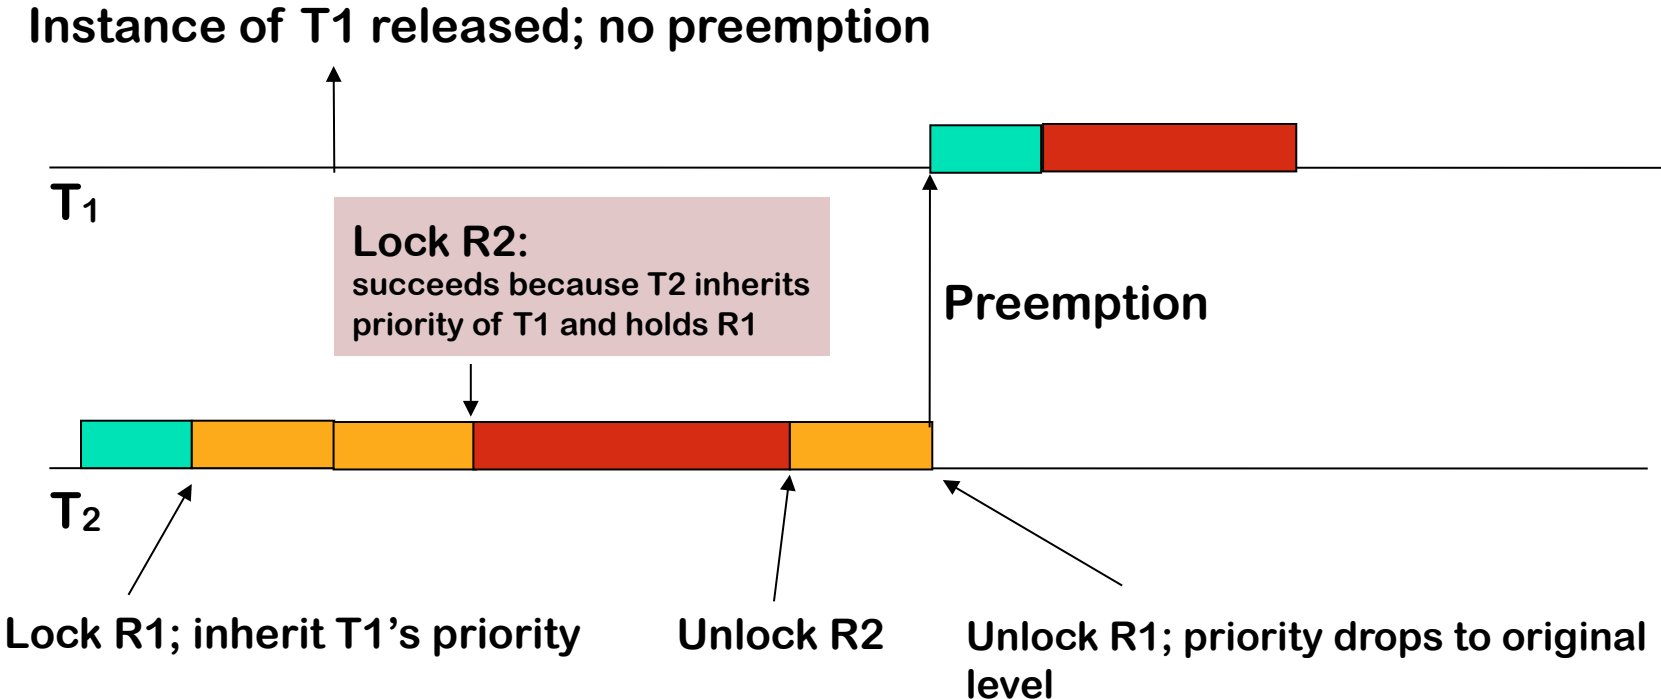 Instance of T1 released; no preemption
T1
Lock R2:
succeeds because T2 inherits
priority of T1 and holds R1
Preemption
T2
Lock R1; inherit T1’s priority
Unlock R2
Unlock R1; priority drops to original
level